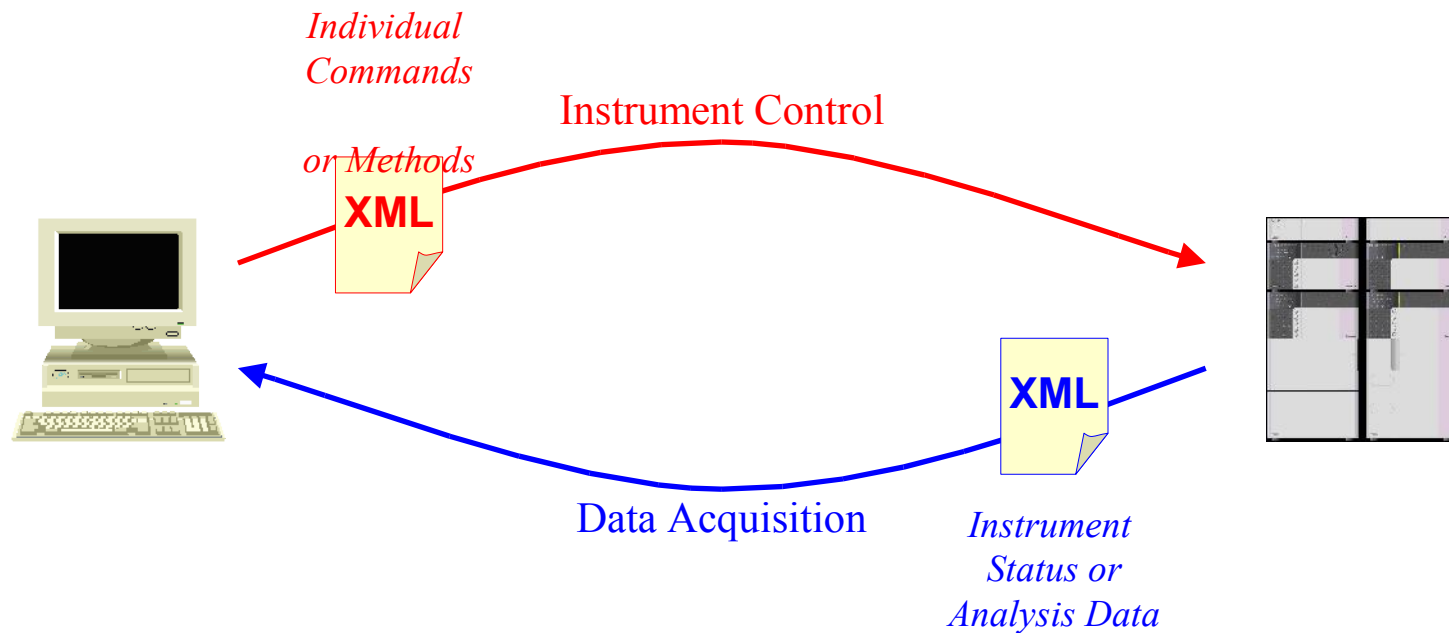 Individual
Commands
or Methods
Instrument Control
XML
XML
Data Acquisition
Instrument
Status or
Analysis Data